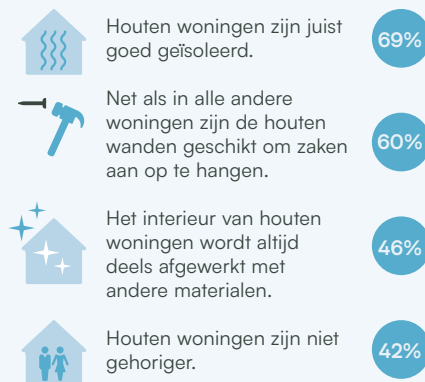 Houten woningen zijn juist
goed geïsoleerd.
69%
Net als in alle andere
woningen zijn de houten
wanden geschikt om zaken
aan op te hangen.
60%
Het interieur van houten
woningen wordt altijd
deels afgewerkt met
andere materialen.
46%
Houten woningen zijn niet
gehoriger.
42%